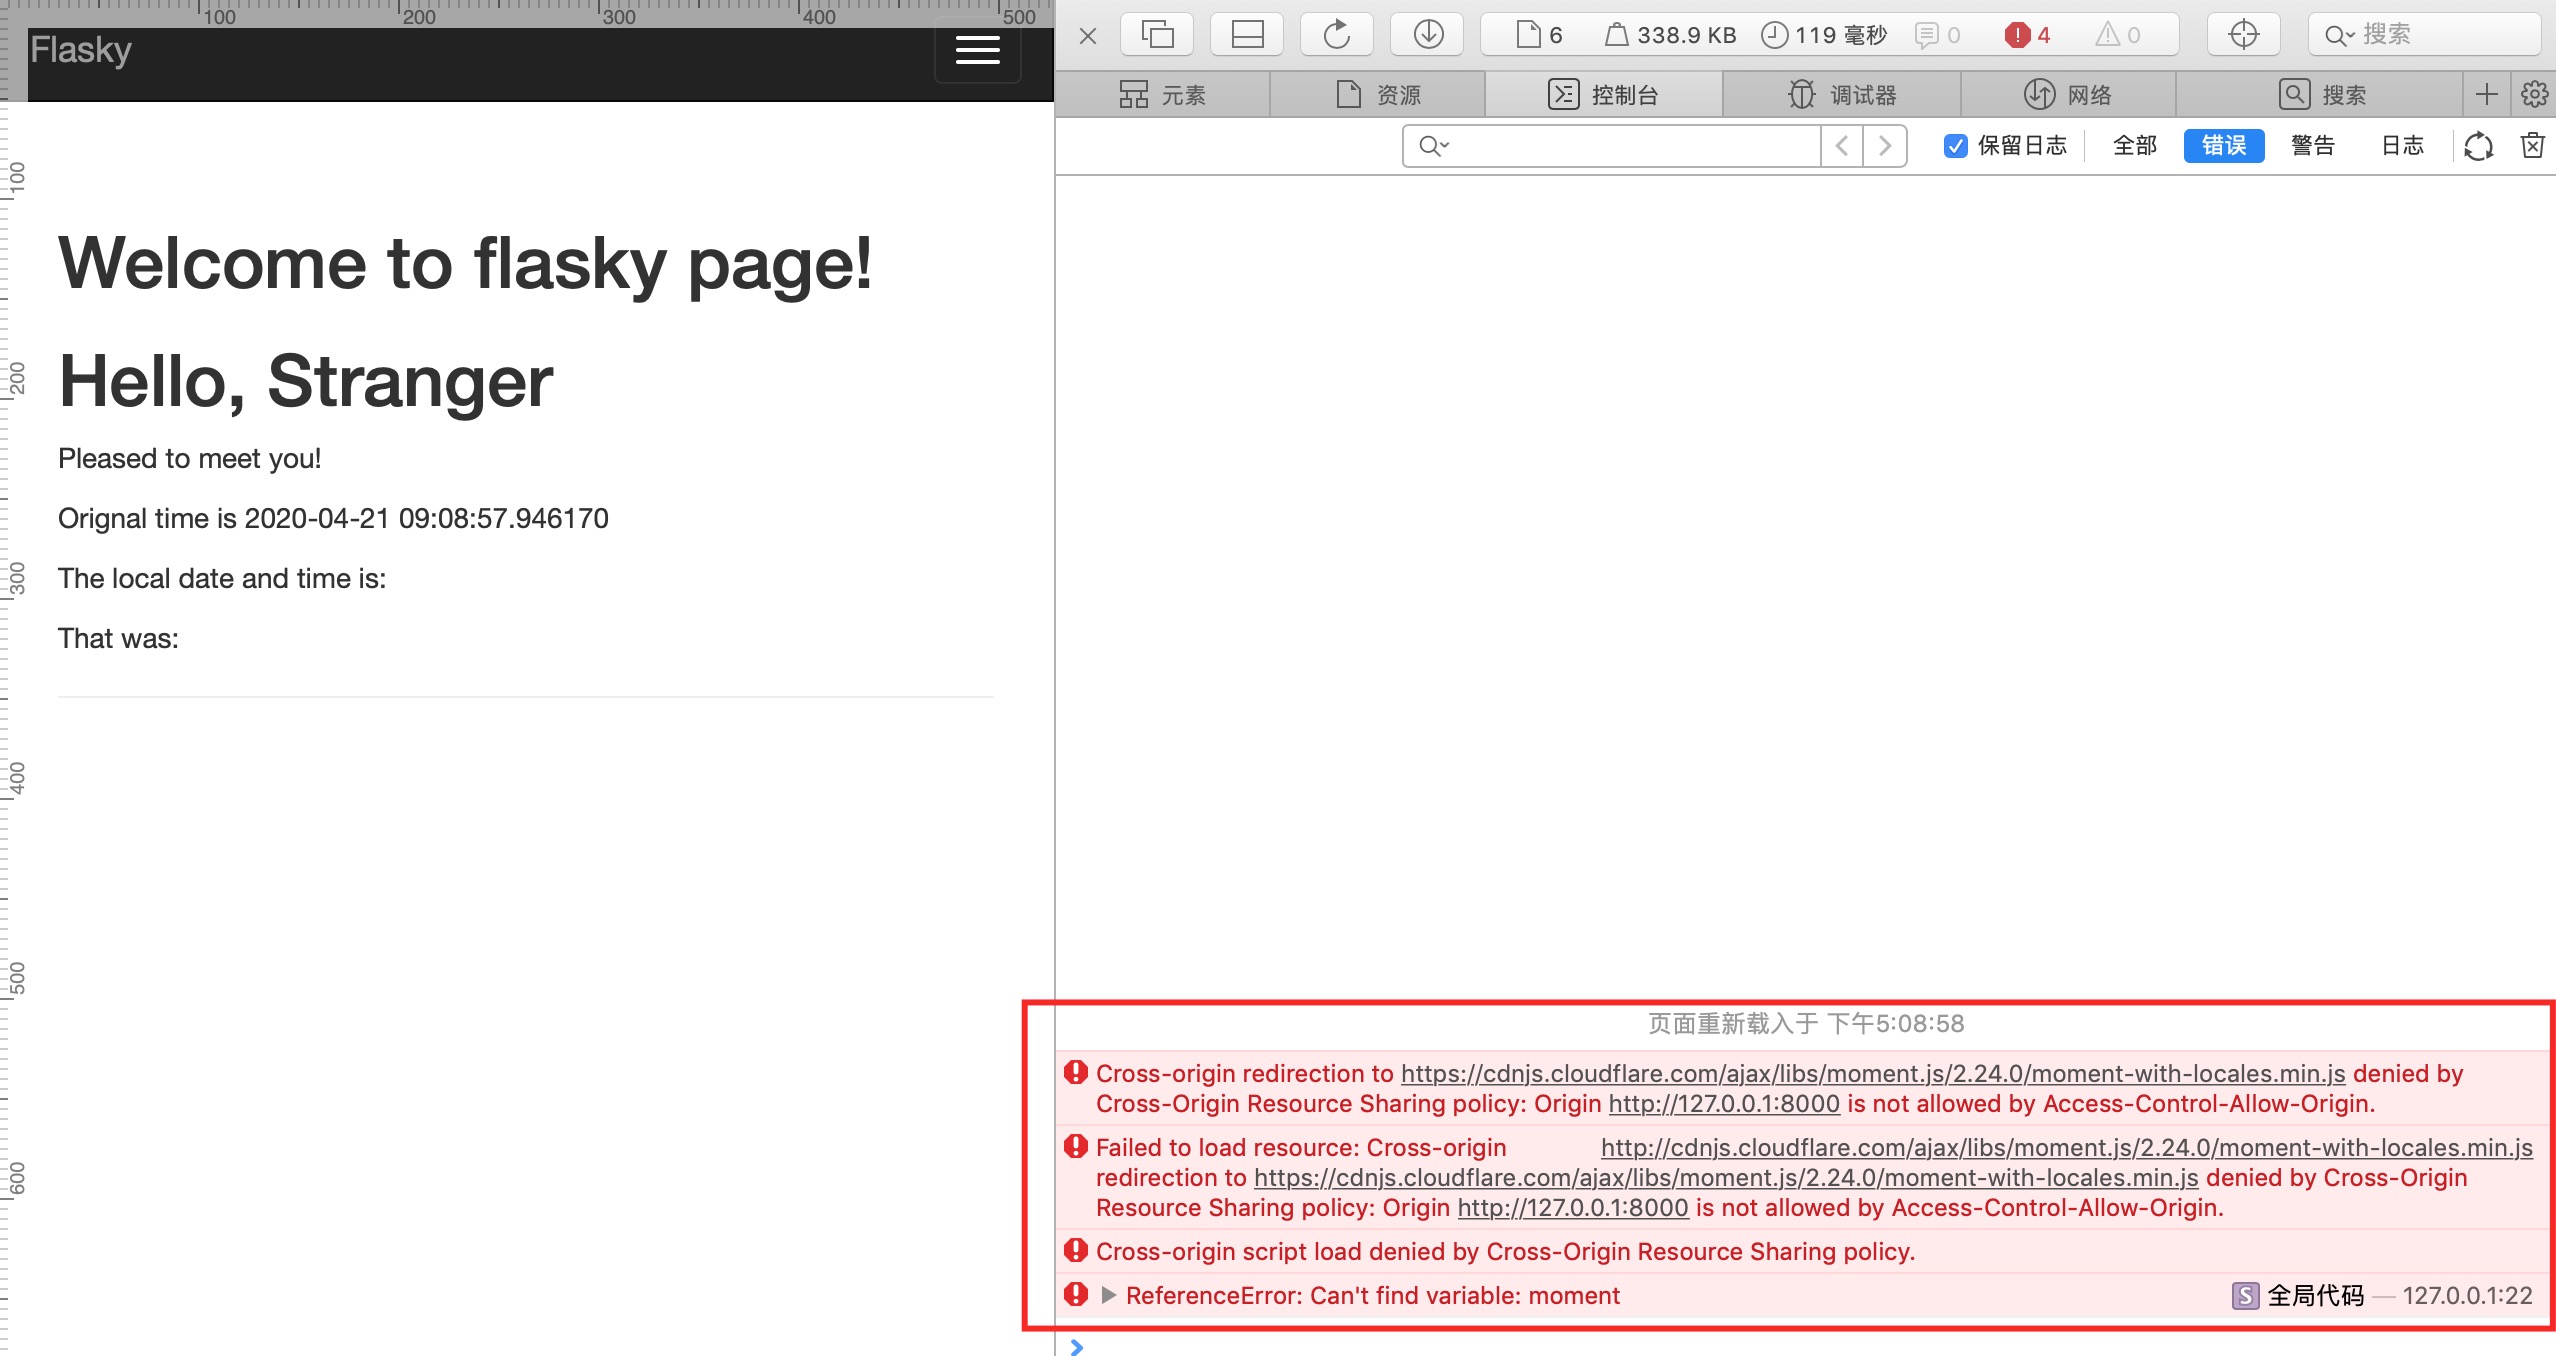 100
200
300
400
500
Flasky
100
200
300
400
500
600
Welcome to flasky page!
Hello, Stranger
Pleased to meet you!
Orignal time is 2020-04-21 09:08:57.946170
The local date and time is:
That was:
6 338.9 KB 119 毫秒 0 4 0 搜索
元素 资源 控制台 调试器 网络 搜索
保留日志 全部 错误 警告 日志
页面重新载入于 下午5:08:58
Cross-origin redirection to https://cdnjs.cloudflare.com/ajax/libs/moment.js/2.24.0/moment-with-locales.min.js denied by
Cross-Origin Resource Sharing policy: Origin http://127.0.0.1:8000 is not allowed by Access-Control-Allow-Origin.
Failed to load resource: Cross-origin http://cdnjs.cloudflare.com/ajax/libs/moment.js/2.24.0/moment-with-locales.min.js
redirection to https://cdnjs.cloudflare.com/ajax/libs/moment.js/2.24.0/moment-with-locales.min.js denied by Cross-Origin
Resource Sharing policy: Origin http://127.0.0.1:8000 is not allowed by Access-Control-Allow-Origin.
Cross-origin script load denied by Cross-Origin Resource Sharing policy.
ReferenceError: Can't find variable: moment S 全局代码 — 127.0.0.1:22